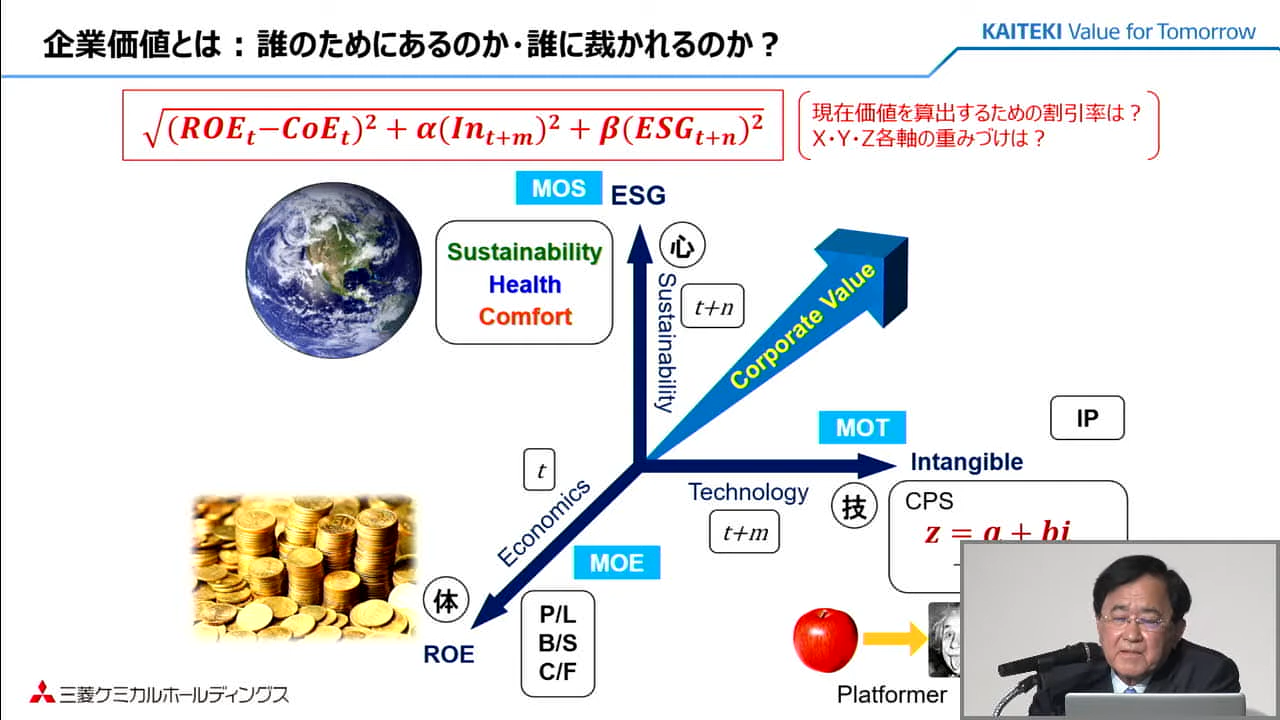 企業価値とは：誰のためにあるのか・誰に裁かれるのか？
KAITEKI Value for Tomorrow
√(ROEt−CoEt)² + α(Int+m)² + β(ESGt+n)²
現在価値を算出するための割引率は？
X・Y・Z各軸の重みづけは？
MOS
ESG
心
Sustainability
Health
Comfort
Sustainability
t+n
Corporate Value
IP
MOT
Intangible
t
Economics
Technology
技
t+m
CPS
z = a + bi
MOE
体
ROE
P/L
B/S
C/F
Platformer
三菱ケミカルホールディングス